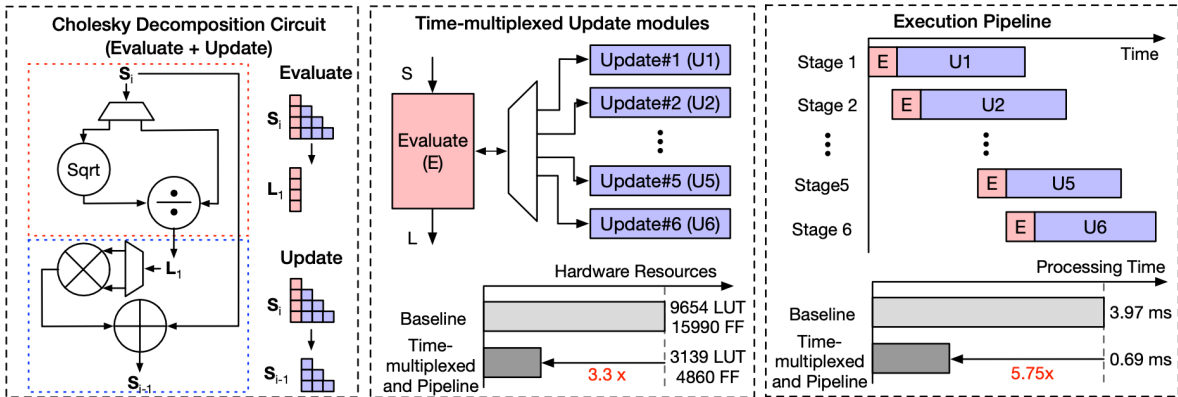 Cholesky Decomposition Circuit
(Evaluate + Update)
Si
Sqrt
÷
L1
Si-1
Evaluate
Si
L1
Update
Si
Si-1
Time-multiplexed Update modules
S
Evaluate
(E)
L
Update#1 (U1)
Update#2 (U2)
Update#5 (U5)
Update#6 (U6)
Hardware Resources
Baseline
9654 LUT
15990 FF
Time-
multiplexed
and Pipeline
3.3 x
3139 LUT
4860 FF
Execution Pipeline
Time
Stage 1
E
U1
Stage 2
E
U2
Stage5
E
U5
Stage 6
E
U6
Processing Time
Baseline
3.97 ms
Time-
multiplexed
and Pipeline
5.75x
0.69 ms